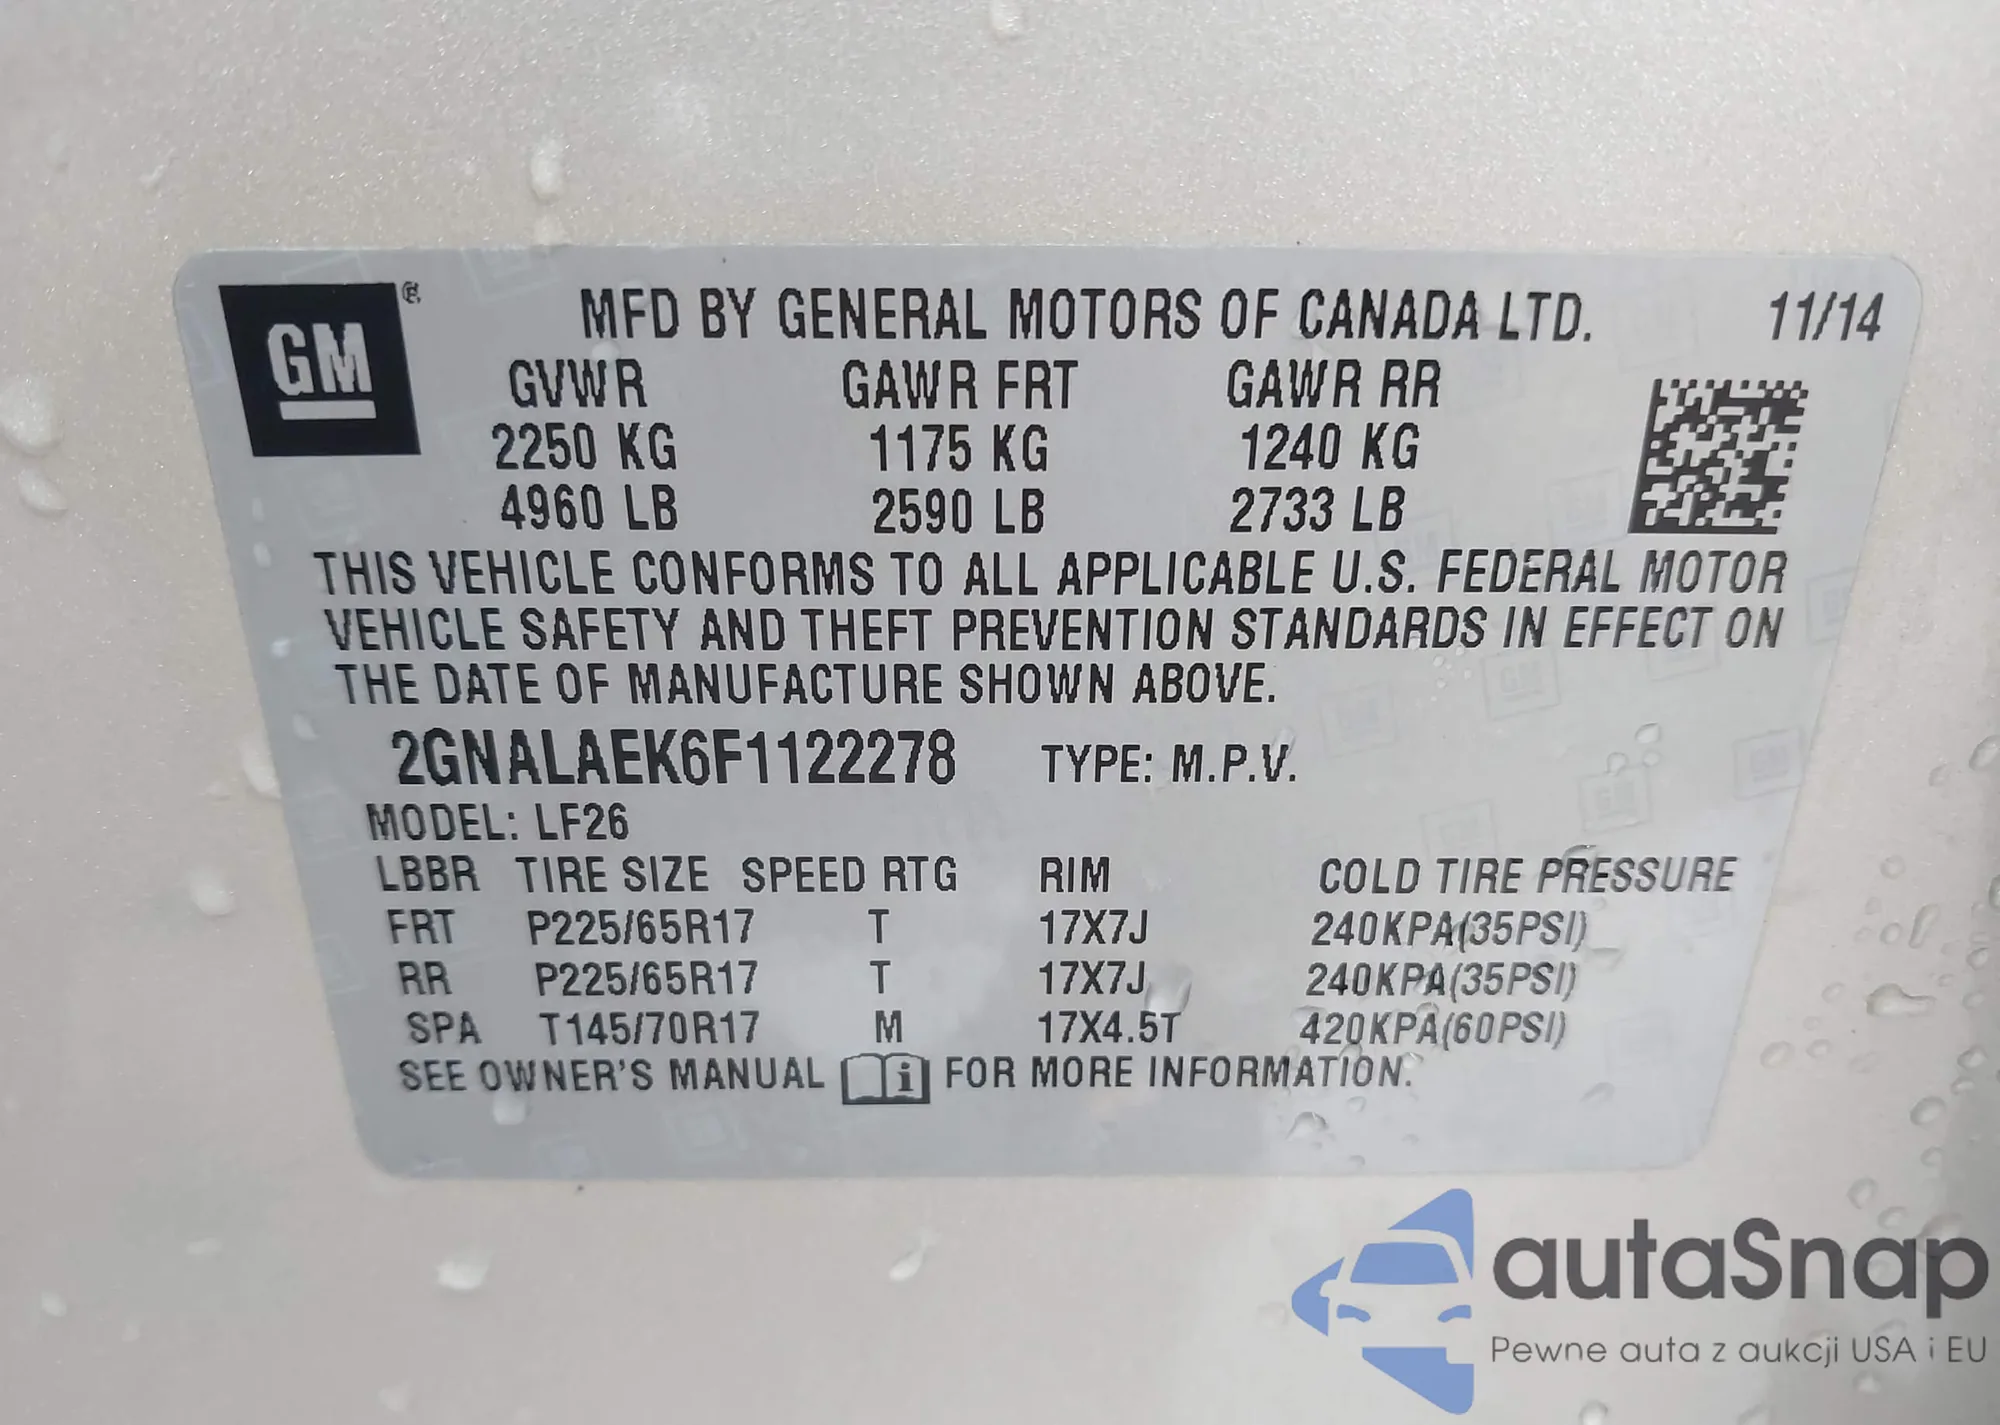 GM ®
MFD BY GENERAL MOTORS OF CANADA LTD. 11/14
GVWR GAWR FRT GAWR RR
2250 KG 1175 KG 1240 KG
4960 LB 2590 LB 2733 LB
THIS VEHICLE CONFORMS TO ALL APPLICABLE U.S. FEDERAL MOTOR
VEHICLE SAFETY AND THEFT PREVENTION STANDARDS IN EFFECT ON
THE DATE OF MANUFACTURE SHOWN ABOVE.
2GNALAEK6F1122278 TYPE: M.P.V.
MODEL: LF26
LBBR TIRE SIZE SPEED RTG RIM COLD TIRE PRESSURE
FRT P225/65R17 T 17X7J 240KPA(35PSI)
RR P225/65R17 T 17X7J 240KPA(35PSI)
SPA T145/70R17 M 17X4.5T 420KPA(60PSI)
SEE OWNER'S MANUAL i FOR MORE INFORMATION.
autaSnap
Pewne auta z aukcji USA i EU